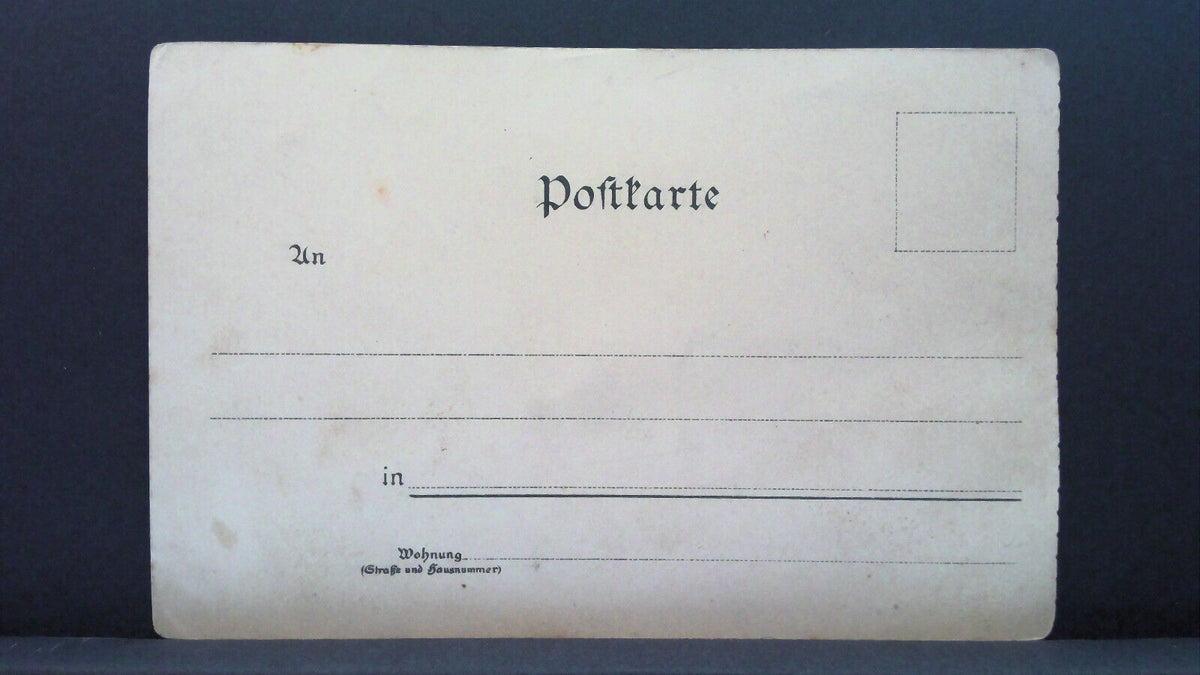 Poſtkarte
An
in
Wohnung
(Straße und Hausnummer)